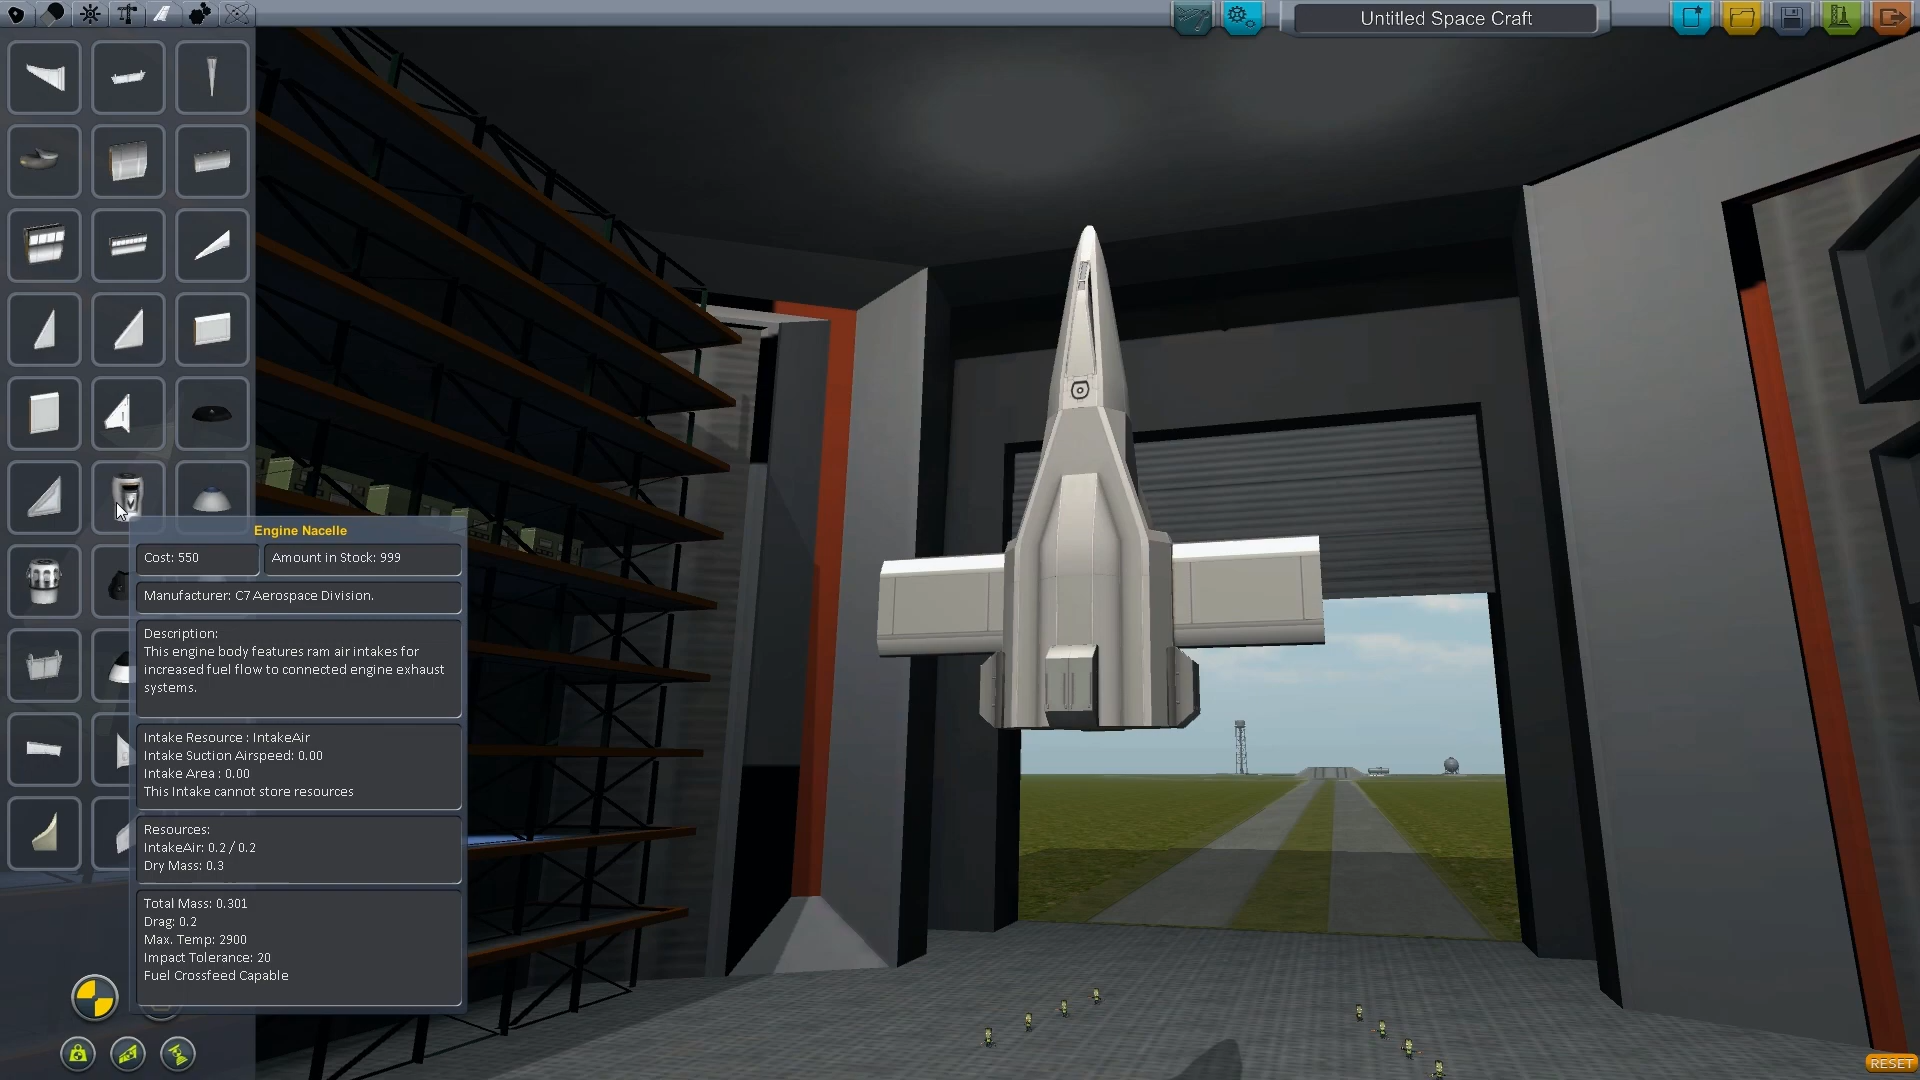 Untitled Space Craft
Engine Nacelle
Cost: 550
Amount in Stock: 999
Manufacturer: C7 Aerospace Division.
Description:
This engine body features ram air intakes for
increased fuel flow to connected engine exhaust
systems.
Intake Resource : IntakeAir
Intake Suction Airspeed: 0.00
Intake Area : 0.00
This Intake cannot store resources
Resources:
IntakeAir: 0.2 / 0.2
Dry Mass: 0.3
Total Mass: 0.301
Drag: 0.2
Max. Temp: 2900
Impact Tolerance: 20
Fuel Crossfeed Capable
RESET